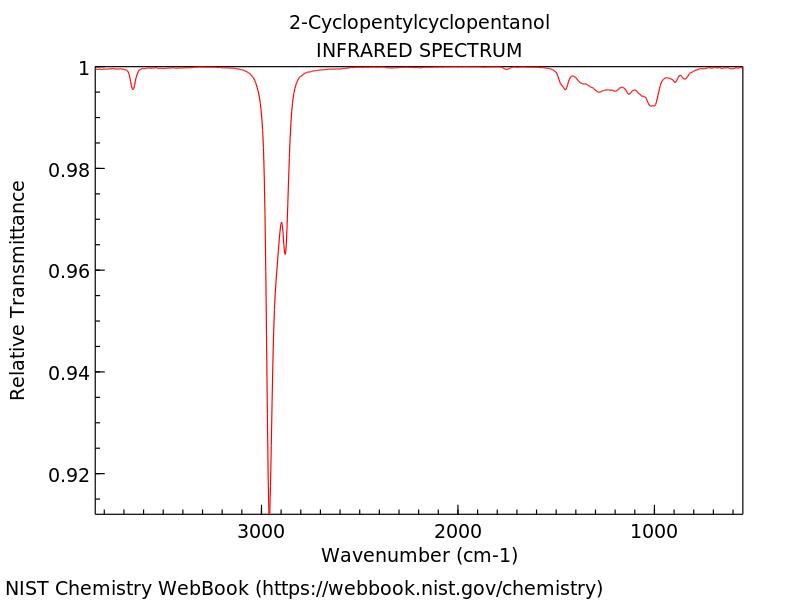 2-Cyclopentylcyclopentanol
INFRARED SPECTRUM
1
0.98
0.96
0.94
0.92
Relative Transmittance
3000 2000 1000
Wavenumber (cm-1)
NIST Chemistry WebBook (https://webbook.nist.gov/chemistry)